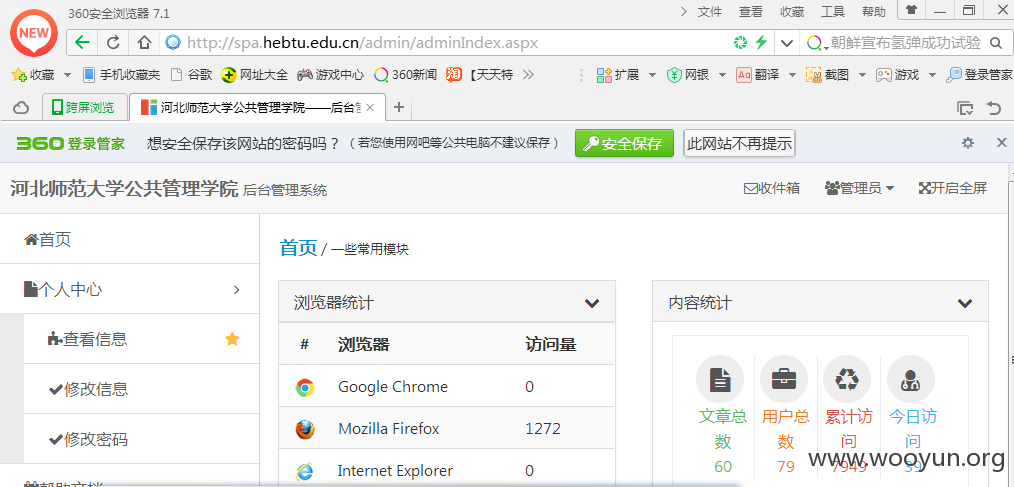 360安全浏览器 7.1
文件 查看 收藏 工具 帮助
NEW
http://spa.hebtu.edu.cn/admin/adminIndex.aspx
朝鲜宣布氢弹成功试验
收藏 手机收藏夹 谷歌 网址大全 游戏中心 360新闻 淘 【天天特 扩展 ¥ 网银 Aa 翻译 截图 游戏 登录管家
跨屏浏览 河北师范大学公共管理学院——后台管
360 登录管家 想安全保存该网站的密码吗？（若您使用网吧等公共电脑不建议保存） 安全保存 此网站不再提示
河北师范大学公共管理学院 后台管理系统 收件箱 管理员 开启全屏
首页
首页 / 一些常用模块
个人中心
查看信息
修改信息
修改密码
帮助文档
浏览器统计
# 浏览器 访问量
Google Chrome 0
Mozilla Firefox 1272
Internet Explorer 0
内容统计
文章总数 用户总数 累计访问 今日访问
60 79 7949 39
www.wooyun.org